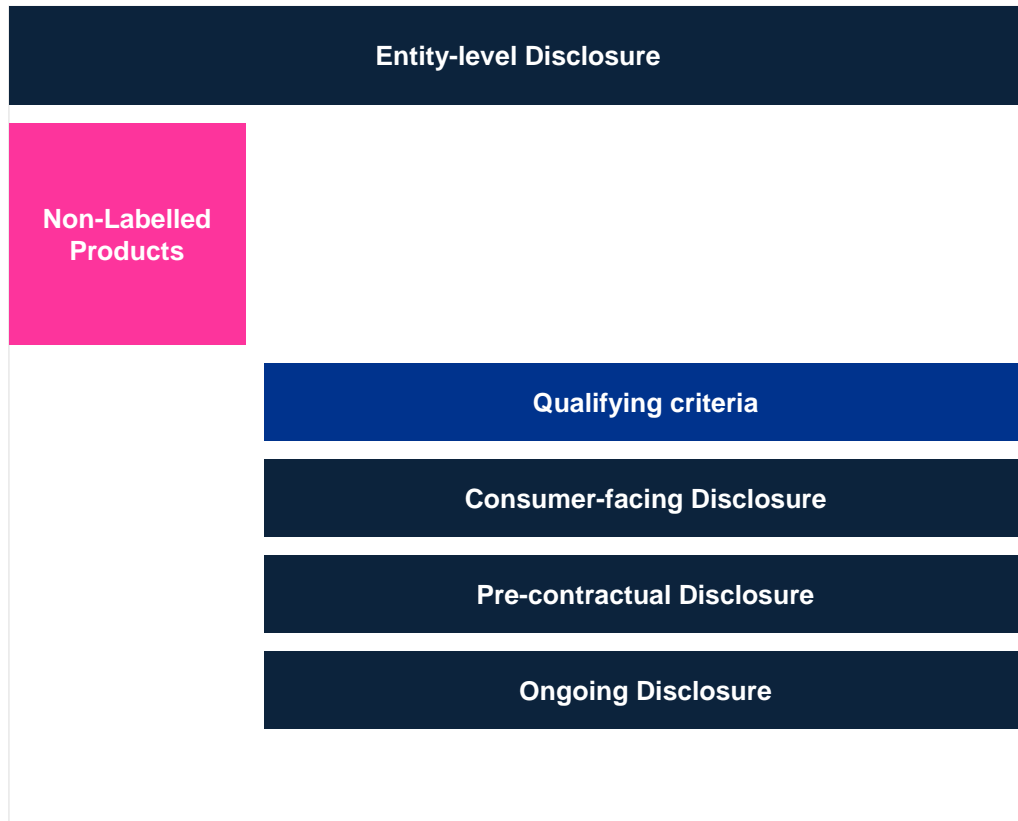 Entity-level Disclosure
Non-Labelled
Products
Qualifying criteria
Consumer-facing Disclosure
Pre-contractual Disclosure
Ongoing Disclosure